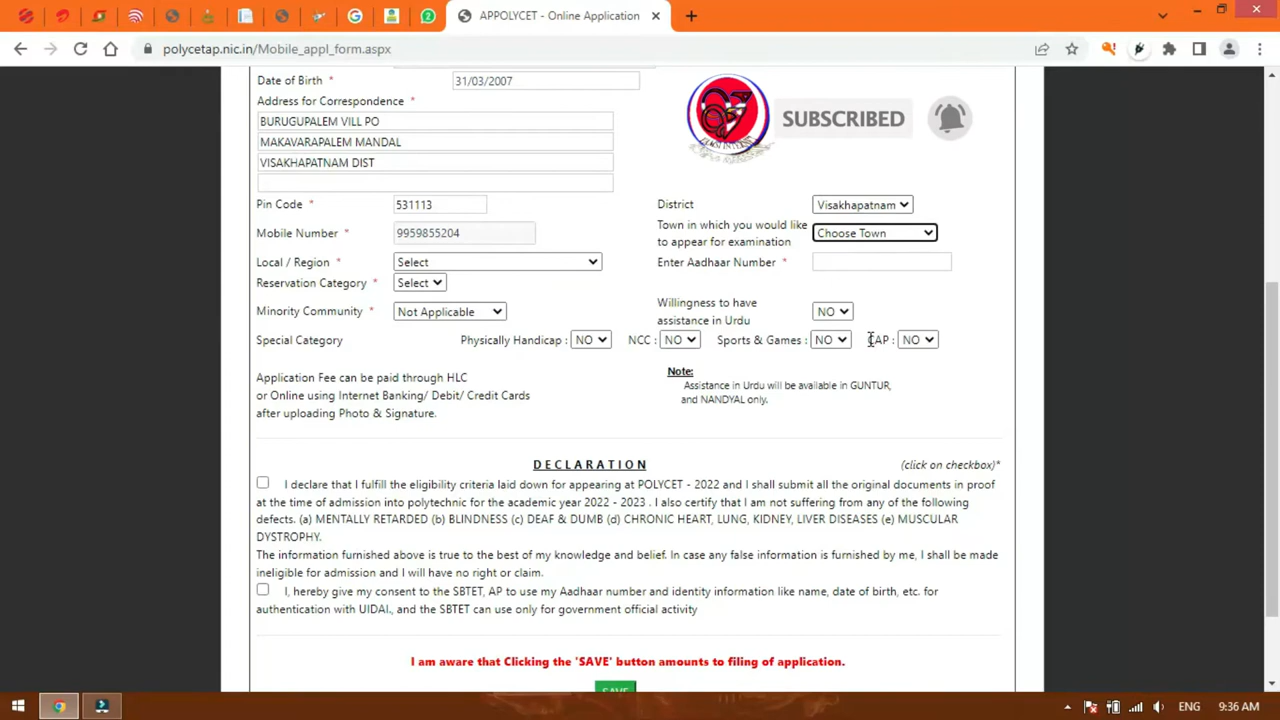 APPOLYCET - Online Application
polycetap.nic.in/Mobile_appl_form.aspx
Date of Birth * 31/03/2007
Address for Correspondence *
BURUGUPALEM VILL PO
MAKAVARAPALEM MANDAL
VISAKHAPATNAM DIST
SUBSCRIBED
Pin Code * 531113
District Visakhapatnam
Mobile Number * 9959855204
Town in which you would like
to appear for examination
Choose Town
Local / Region * Select
Enter Aadhaar Number *
Reservation Category * Select
Minority Community * Not Applicable
Willingness to have
assistance in Urdu
NO
Special Category Physically Handicap : NO NCC : NO Sports & Games : NO CAP : NO
Application Fee can be paid through HLC
or Online using Internet Banking/ Debit/ Credit Cards
after uploading Photo & Signature.
Note:
Assistance in Urdu will be available in GUNTUR,
and NANDYAL only.
DECLARATION (click on checkbox)*
I declare that I fulfill the eligibility criteria laid down for appearing at POLYCET - 2022 and I shall submit all the original documents in proof
at the time of admission into polytechnic for the academic year 2022 - 2023 . I also certify that I am not suffering from any of the following
defects. (a) MENTALLY RETARDED (b) BLINDNESS (c) DEAF & DUMB (d) CHRONIC HEART, LUNG, KIDNEY, LIVER DISEASES (e) MUSCULAR
DYSTROPHY.
The information furnished above is true to the best of my knowledge and belief. In case any false information is furnished by me, I shall be made
ineligible for admission and I will have no right or claim.
I, hereby give my consent to the SBTET, AP to use my Aadhaar number and identity information like name, date of birth, etc. for
authentication with UIDAI., and the SBTET can use only for government official activity
I am aware that Clicking the 'SAVE' button amounts to filing of application.
SAVE
ENG 9:36 AM